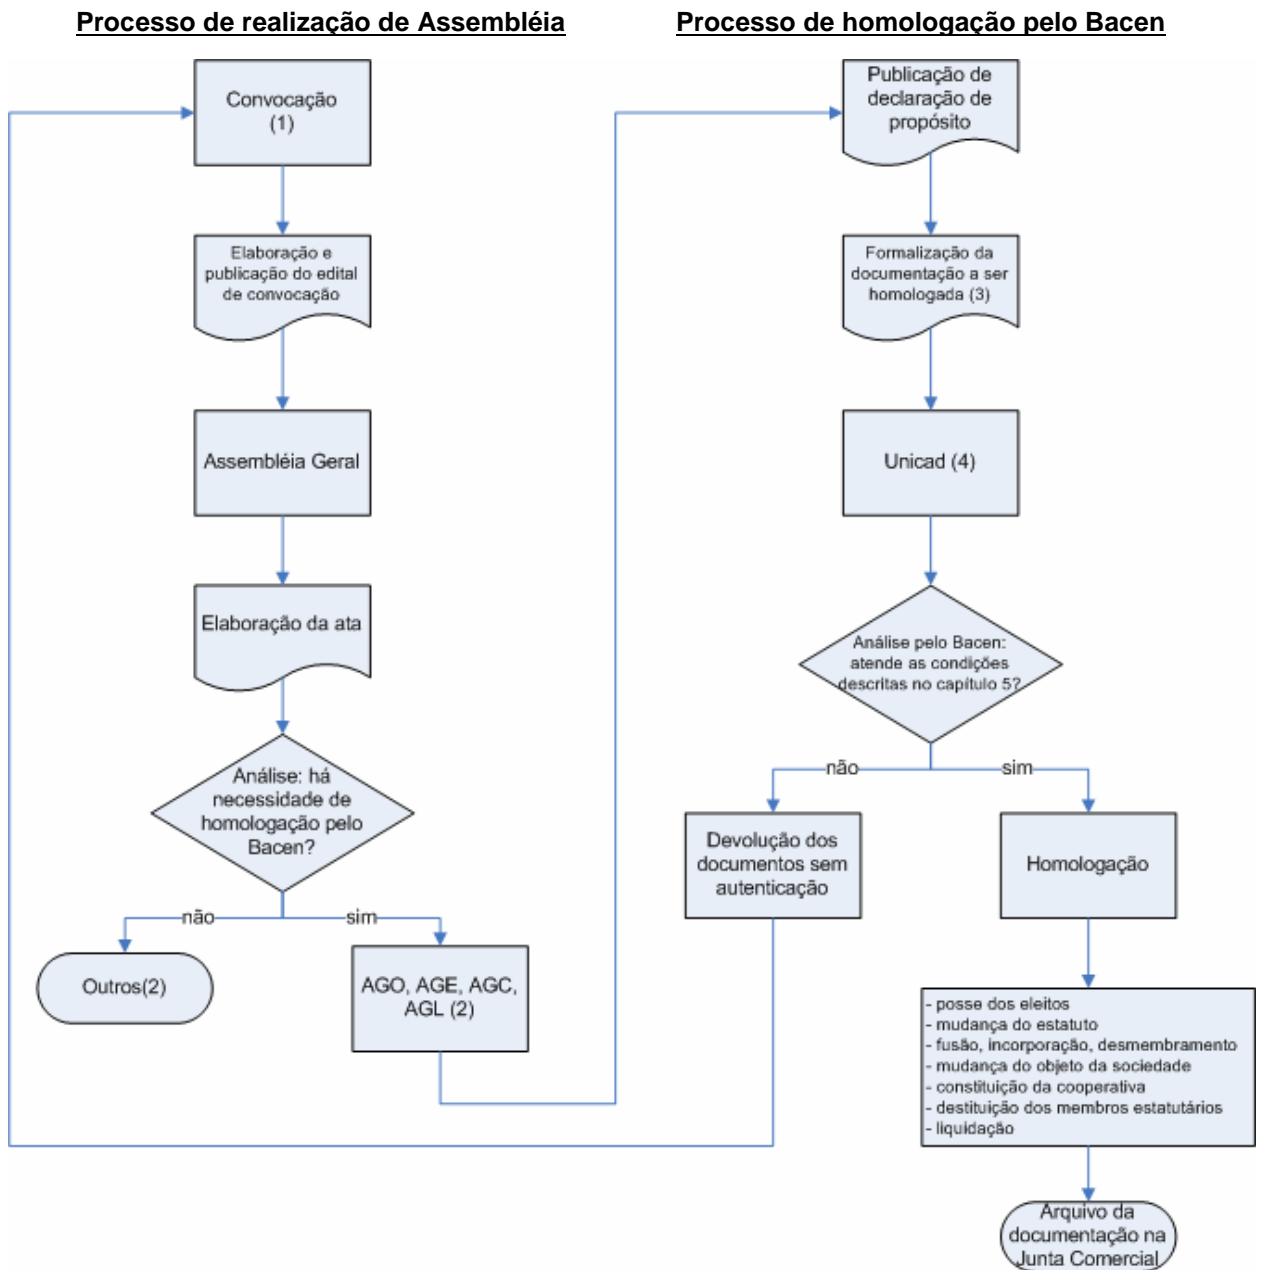 Processo de realização de Assembléia
Convocação
(1)
Elaboração e
publicação do edital
de convocação
Assembléia Geral
Elaboração da ata
Análise: há
necessidade de
homologação pelo
Bacen?
não
sim
Outros(2)
AGO, AGE, AGC,
AGL (2)
Processo de homologação pelo Bacen
Publicação de
declaração de
propósito
Formalização da
documentação a ser
homologada (3)
Unicad (4)
Análise pelo Bacen:
atende as condições
descritas no capítulo 5?
não
sim
Devolução dos
documentos sem
autenticação
Homologação
- posse dos eleitos
- mudança do estatuto
- fusão, incorporação, desmembramento
- mudança do objeto da sociedade
- constituição da cooperativa
- destituição dos membros estatutários
- liquidação
Arquivo da
documentação na
Junta Comercial